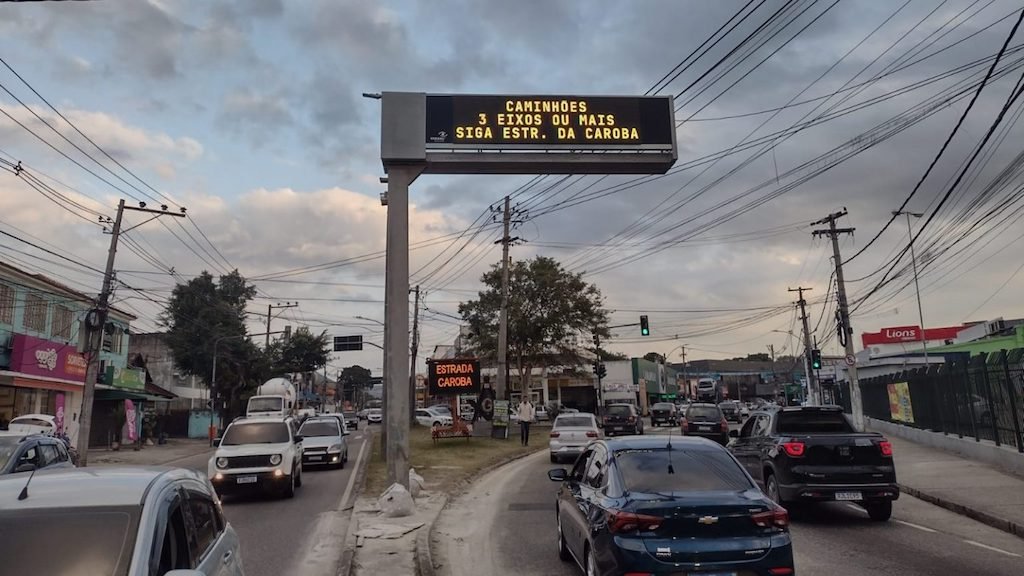 CAMINHÕES
3 EIXOS OU MAIS
SIGA ESTR. DA CAROBA
ESTRADA
CAROBA
Lions